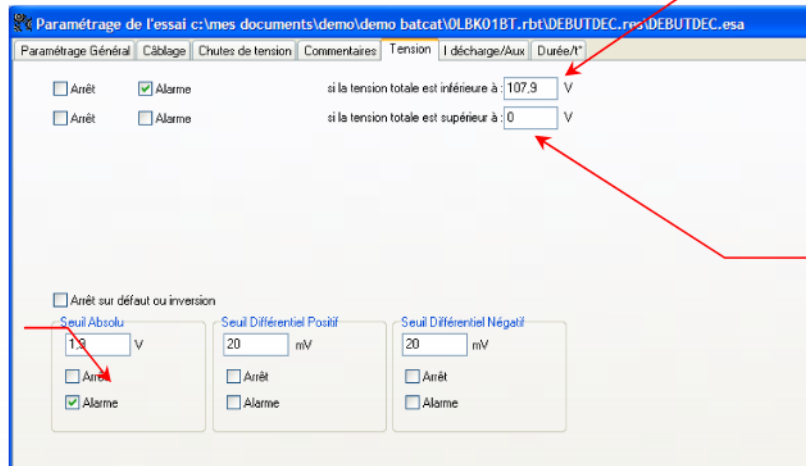 Paramétrage de l'essai c:\mes documents\demo\demo batcat\0LBK01BT.rbt\DEBUTDEC.res\DEBUTDEC.esa
Paramétrage Général Câblage Chutes de tension Commentaires Tension I décharge/Aux Durée/t°
Arrêt Alarme si la tension totale est inférieure à : 107,9 V
Arrêt Alarme si la tension totale est supérieur à : 0 V
Arrêt sur défaut ou inversion
Seuil Absolu Seuil Différentiel Positif Seuil Différentiel Négatif
1,9 V 20 mV 20 mV
Arrêt Arrêt Arrêt
Alarme Alarme Alarme